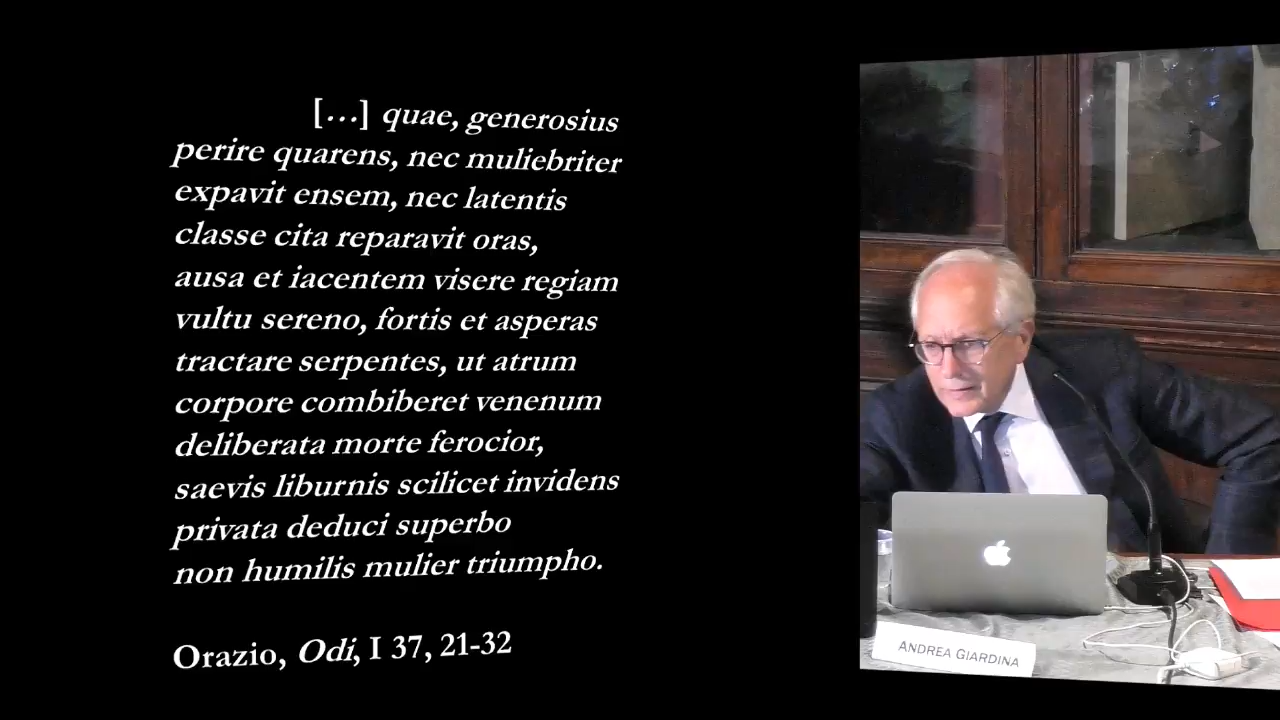 […] quae, generosius
perire quarens, nec muliebriter
expavit ensem, nec latentis
classe cita reparavit oras,
ausa et iacentem visere regiam
vultu sereno, fortis et asperas
tractare serpentes, ut atrum
corpore combiberet venenum
deliberata morte ferocior,
saevis liburnis scilicet invidens
privata deduci superbo
non humilis mulier triumpho.
Orazio, Odi, I 37, 21-32
ANDREA GIARDINA